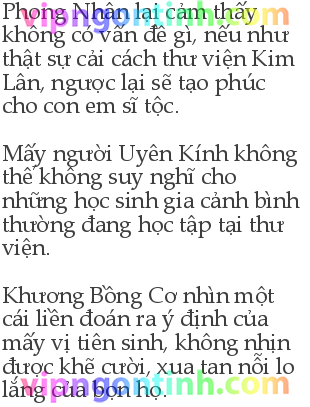 Phong Nhân lại cảm thấy
vipngontinh.com
không có vấn đề gì, nếu như
thật sự cải cách thư viện Kim
Lân, ngược lại sẽ tạo phúc
cho con em sĩ tộc.
Mấy người Uyên Kính không
thể không suy nghĩ cho
những học sinh gia cảnh bình
thường đang học tập tại thư
viện.
Khương Bồng Cơ nhìn một
cái liền đoán ra ý định của
mấy vị tiên sinh, không nhịn
được khẽ cười, xua tan nỗi lo
lắng của bọn họ.
vipngontinh.com